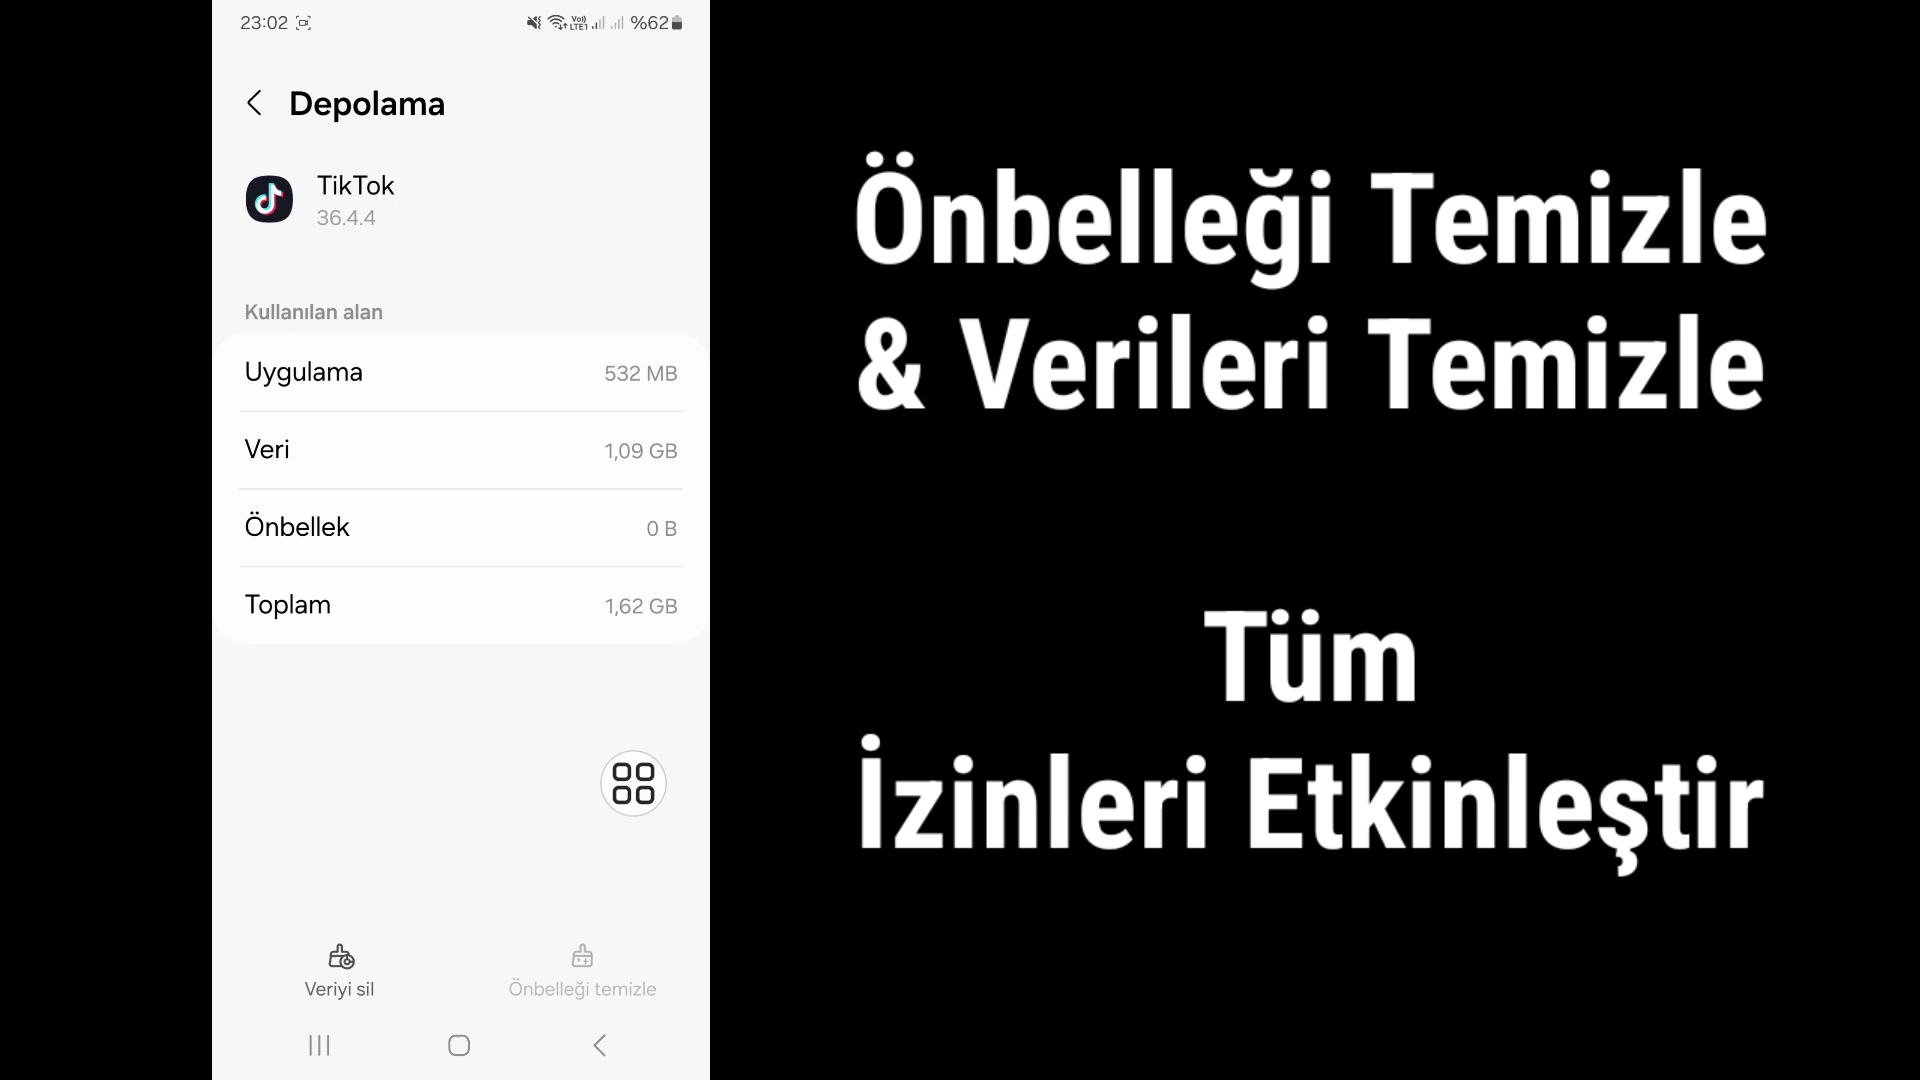 23:02 %62
Depolama
TikTok
36.4.4
Kullanılan alan
Uygulama 532 MB
Veri 1,09 GB
Önbellek 0 B
Toplam 1,62 GB
Veriyi sil Önbelleği temizle
Önbelleği Temizle
& Verileri Temizle
Tüm
İzinleri Etkinleştir